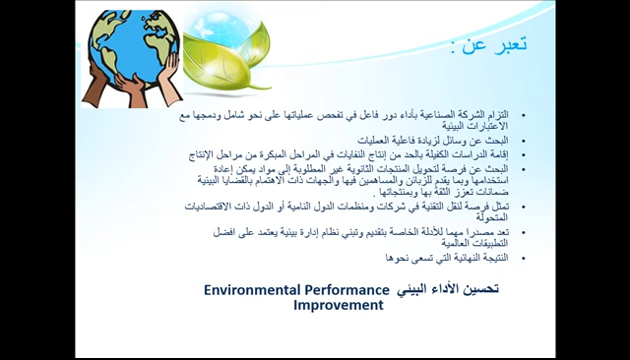 تعبر عن :
• التزام الشركة الصناعية بأداء دور فاعل في تفحص عملياتها على نحو شامل ودمجها مع
الاعتبارات البيئية
• البحث عن وسائل لزيادة فاعلية العمليات
• إقامة الدراسات الكفيلة بالحد من إنتاج النفايات في المراحل المبكرة من مراحل الإنتاج
• البحث عن فرصة لتحويل المنتجات الثانوية غير المطلوبة إلى مواد يمكن إعادة
استخدامها وبما يقدم للزبائن والمساهمين فيها والجهات ذات الاهتمام بالقضايا البيئية
ضمانات تعزز الثقة بها وبمنتجاتها .
• تمثل فرصة لنقل التقنية في شركات ومنظمات الدول النامية أو الدول ذات الاقتصاديات
المتحولة
• تعد مصدرا مهما للأدلة الخاصة بتقديم وتبني نظام إدارة بيئية يعتمد على افضل
التطبيقات العالمية
• النتيجة النهائية التي تسعى نحوها
تحسين الأداء البيئي Environmental Performance
Improvement